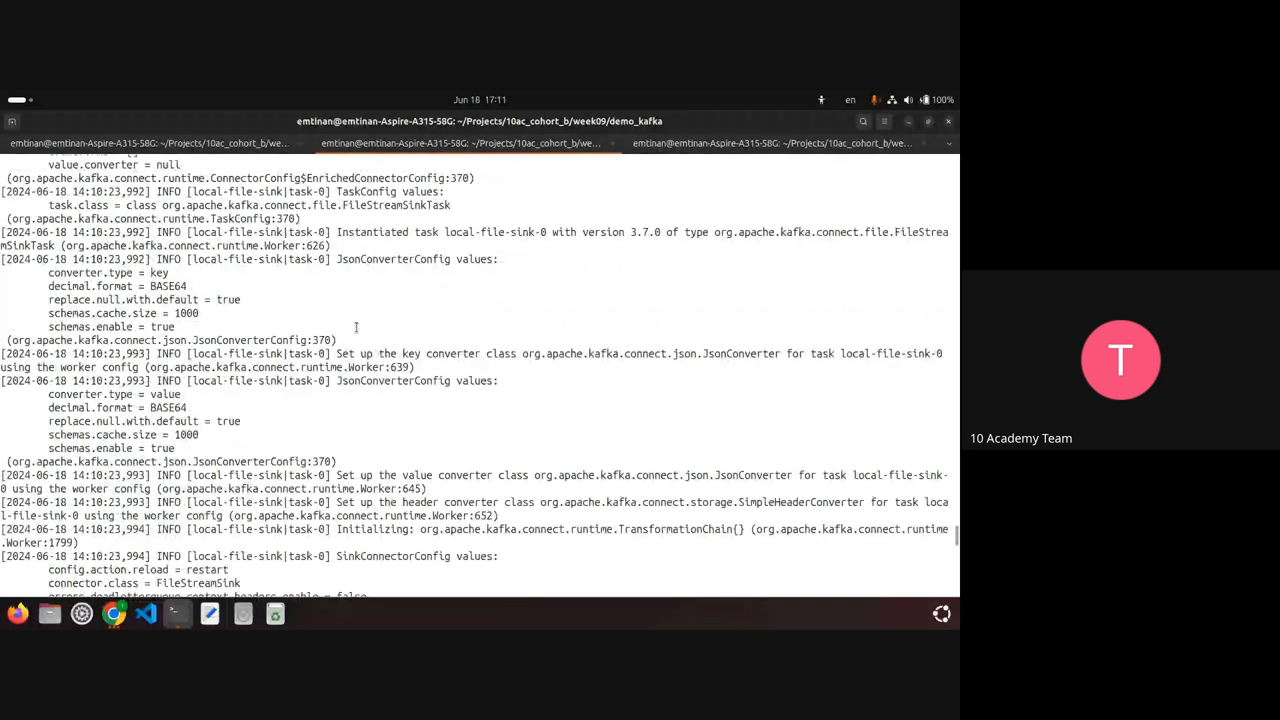 Jun 18 17:11
en
100%
emtinan@emtinan-Aspire-A315-58G: ~/Projects/10ac_cohort_b/week09/demo_kafka
emtinan@emtinan-Aspire-A315-58G: ~/Projects/10ac_cohort_b/we...
emtinan@emtinan-Aspire-A315-58G: ~/Projects/10ac_cohort_b/we...
emtinan@emtinan-Aspire-A315-58G: ~/Projects/10ac_cohort_b/we...
value.converter = null
(org.apache.kafka.connect.runtime.ConnectorConfig$EnrichedConnectorConfig:370)
[2024-06-18 14:10:23,992] INFO [local-file-sink|task-0] TaskConfig values:
task.class = class org.apache.kafka.connect.file.FileStreamSinkTask
(org.apache.kafka.connect.runtime.TaskConfig:370)
[2024-06-18 14:10:23,992] INFO [local-file-sink|task-0] Instantiated task local-file-sink-0 with version 3.7.0 of type org.apache.kafka.connect.file.FileStrea
mSinkTask (org.apache.kafka.connect.runtime.Worker:626)
[2024-06-18 14:10:23,992] INFO [local-file-sink|task-0] JsonConverterConfig values:
converter.type = key
decimal.format = BASE64
replace.null.with.default = true
schemas.cache.size = 1000
schemas.enable = true
(org.apache.kafka.connect.json.JsonConverterConfig:370)
[2024-06-18 14:10:23,993] INFO [local-file-sink|task-0] Set up the key converter class org.apache.kafka.connect.json.JsonConverter for task local-file-sink-0
using the worker config (org.apache.kafka.connect.runtime.Worker:639)
[2024-06-18 14:10:23,993] INFO [local-file-sink|task-0] JsonConverterConfig values:
converter.type = value
decimal.format = BASE64
replace.null.with.default = true
schemas.cache.size = 1000
schemas.enable = true
(org.apache.kafka.connect.json.JsonConverterConfig:370)
[2024-06-18 14:10:23,993] INFO [local-file-sink|task-0] Set up the value converter class org.apache.kafka.connect.json.JsonConverter for task local-file-sink-
0 using the worker config (org.apache.kafka.connect.runtime.Worker:645)
[2024-06-18 14:10:23,993] INFO [local-file-sink|task-0] Set up the header converter class org.apache.kafka.connect.storage.SimpleHeaderConverter for task loca
l-file-sink-0 using the worker config (org.apache.kafka.connect.runtime.Worker:652)
[2024-06-18 14:10:23,994] INFO [local-file-sink|task-0] Initializing: org.apache.kafka.connect.runtime.TransformationChain{} (org.apache.kafka.connect.runtime
.Worker:1799)
[2024-06-18 14:10:23,994] INFO [local-file-sink|task-0] SinkConnectorConfig values:
config.action.reload = restart
connector.class = FileStreamSink
errors.deadletterqueue.context.headers.enable = false
T
10 Academy Team